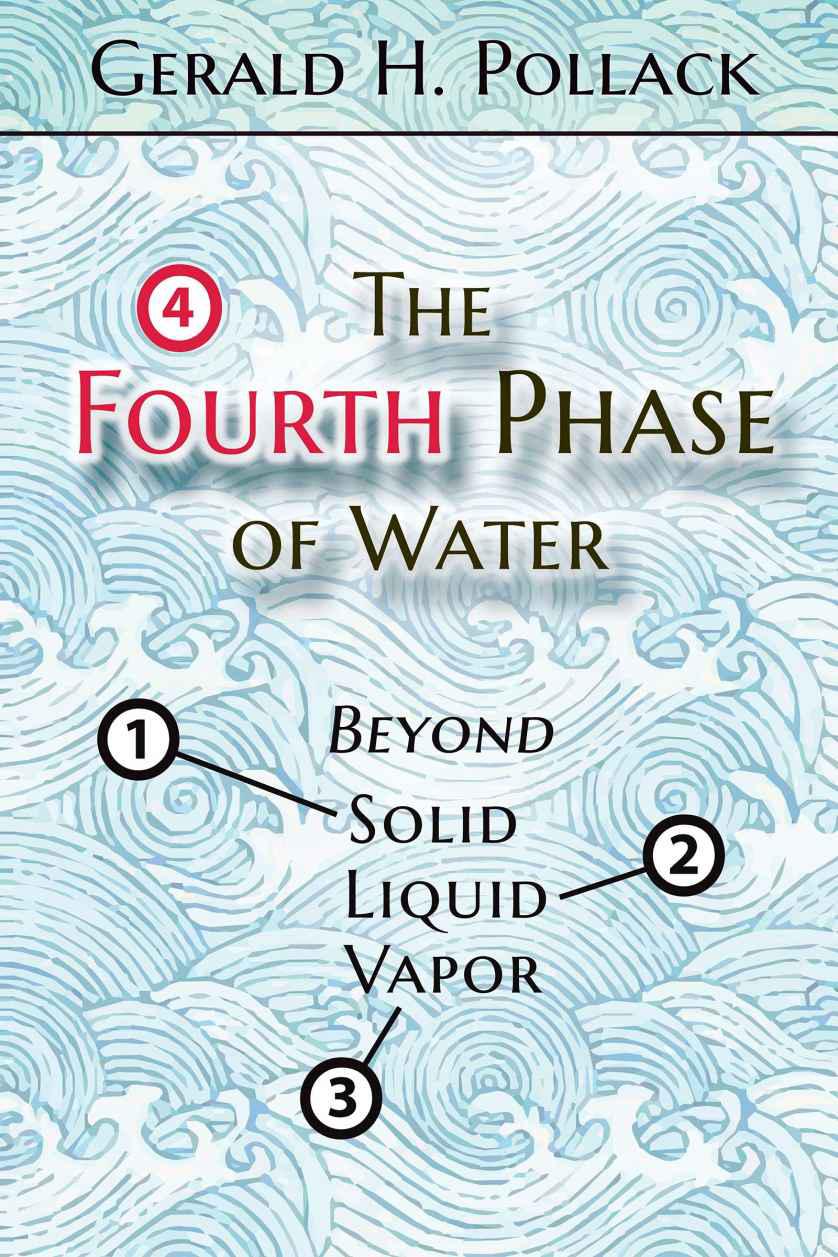 Gerald H. Pollack
4
The
Fourth Phase
of Water
1
Beyond
Solid
2
Liquid
Vapor
3